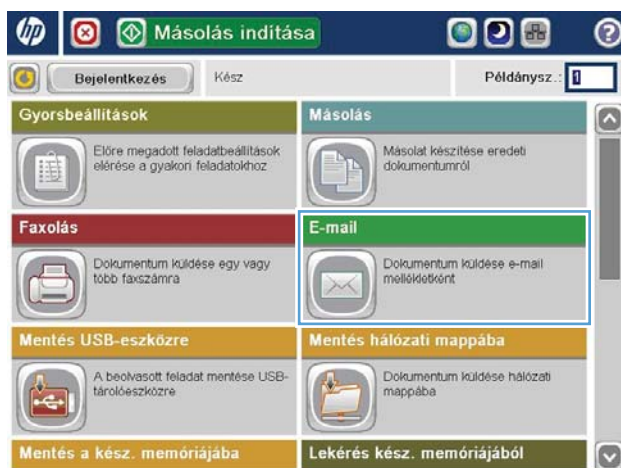 hp
Másolás indítása
?
Bejelentkezés
Kész
Példánysz.:
1
Gyorsbeállítások
Előre megadott feladatbeállítások
elérése a gyakori feladatokhoz
Másolás
Másolat készítése eredeti
dokumentumról
Faxolás
Dokumentum küldése egy vagy
több faxszámra
E-mail
Dokumentum küldése e-mail
mellékletként
Mentés USB-eszközre
A beolvasott feladat mentése USB-
tárolóeszközre
Mentés hálózati mappába
Dokumentum küldése hálózati
mappába
Mentés a kész. memóriájába
Lekérés kész. memóriájából